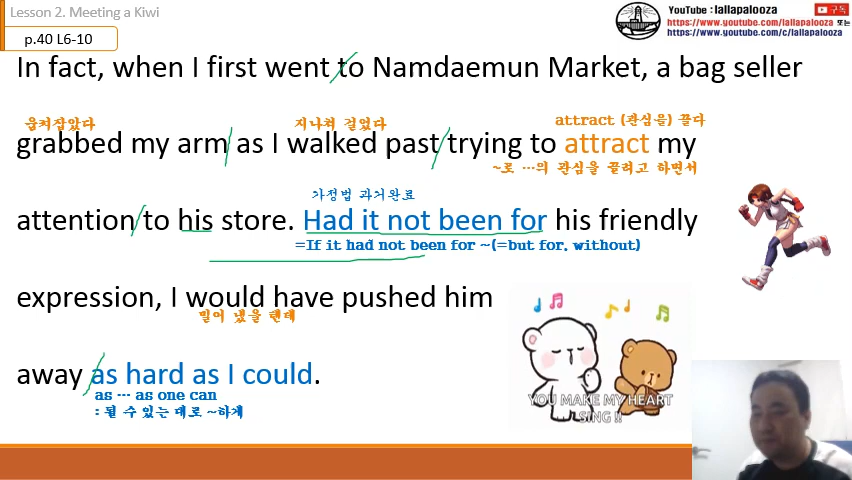 Lesson 2. Meeting a Kiwi
p.40 L6-10
YouTube : lallapalooza
구독
https://www.youtube.com/lallapalooza 또는
https://www.youtube.com/c/lallapalooza
In fact, when I first went to Namdaemun Market, a bag seller
움켜잡았다 지나쳐 걸었다 attract (관심을) 끌다
grabbed my arm as I walked past trying to attract my
~로 …의 관심을 끌려고 하면서
가정법 과거완료
attention to his store. Had it not been for his friendly
=If it had not been for ~(=but for, without)
expression, I would have pushed him
밀어 냈을 텐데
away as hard as I could.
as … as one can
: 될 수 있는 대로 ~하게
YOU MAKE MY HEART
SING !!